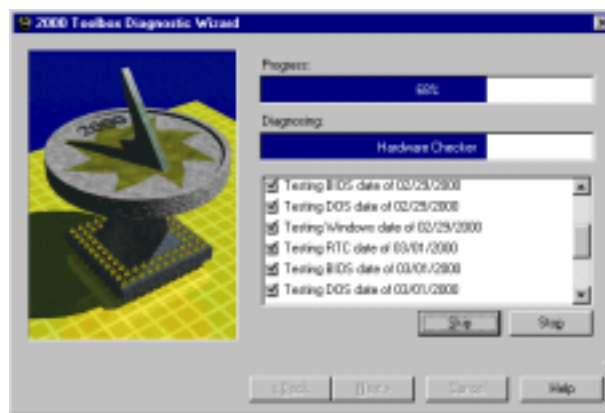 2000 Toolbox Diagnostic Wizard
2000
Progress:
68%
Diagnosing:
Hardware Checker
Testing BIOS date of 02/29/2000
Testing DOS date of 02/29/2000
Testing Windows date of 02/29/2000
Testing RTC date of 03/01/2000
Testing BIOS date of 03/01/2000
Testing DOS date of 03/01/2000
Skip
Stop
< Back
Next >
Cancel
Help